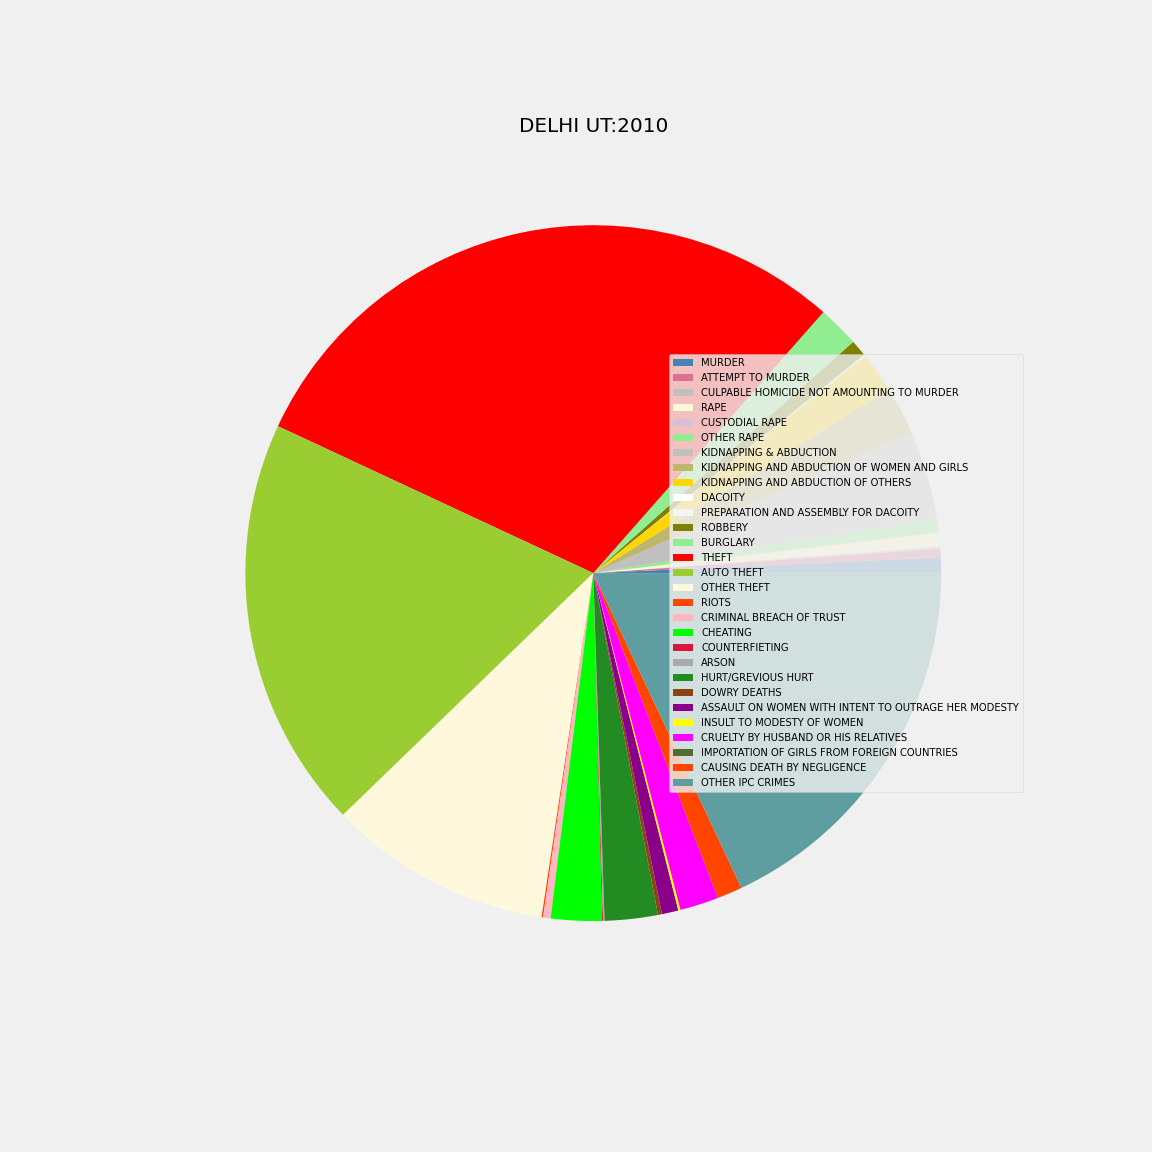 DELHI UT:2010
MURDER
ATTEMPT TO MURDER
CULPABLE HOMICIDE NOT AMOUNTING TO MURDER
RAPE
CUSTODIAL RAPE
OTHER RAPE
KIDNAPPING & ABDUCTION
KIDNAPPING AND ABDUCTION OF WOMEN AND GIRLS
KIDNAPPING AND ABDUCTION OF OTHERS
DACOITY
PREPARATION AND ASSEMBLY FOR DACOITY
ROBBERY
BURGLARY
THEFT
AUTO THEFT
OTHER THEFT
RIOTS
CRIMINAL BREACH OF TRUST
CHEATING
COUNTERFIETING
ARSON
HURT/GREVIOUS HURT
DOWRY DEATHS
ASSAULT ON WOMEN WITH INTENT TO OUTRAGE HER MODESTY
INSULT TO MODESTY OF WOMEN
CRUELTY BY HUSBAND OR HIS RELATIVES
IMPORTATION OF GIRLS FROM FOREIGN COUNTRIES
CAUSING DEATH BY NEGLIGENCE
OTHER IPC CRIMES